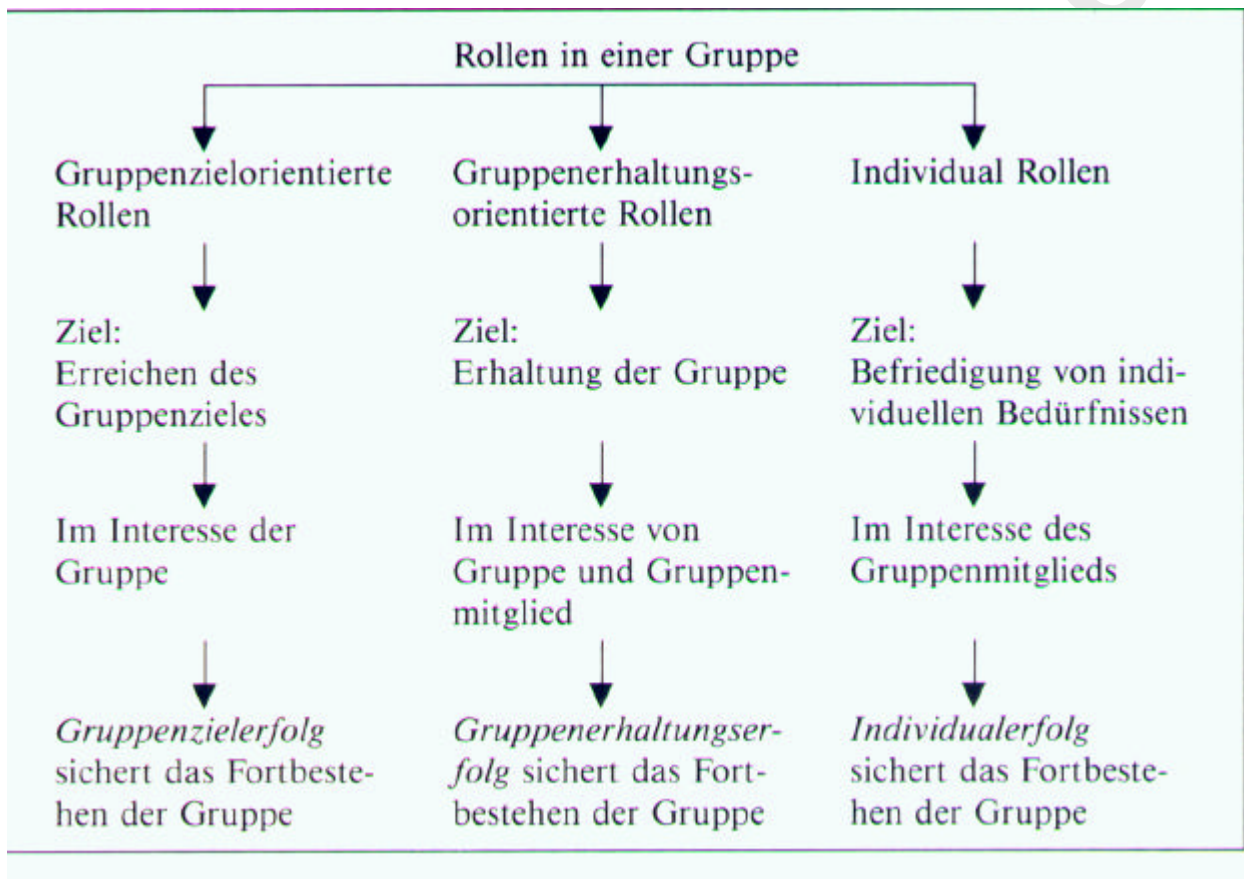 Rollen in einer Gruppe
Gruppenzielorientierte
Rollen
Ziel:
Erreichen des
Gruppenzieles
Im Interesse der
Gruppe
Gruppenzielerfolg
sichert das Fortbeste-
hen der Gruppe
Gruppenerhaltungs-
orientierte Rollen
Ziel:
Erhaltung der Gruppe
Im Interesse von
Gruppe und Gruppen-
mitglied
Gruppenerhaltungser-
folg sichert das Fort-
bestehen der Gruppe
Individual Rollen
Ziel:
Befriedigung von indi-
viduellen Bedürfnissen
Im Interesse des
Gruppenmitglieds
Individualerfolg
sichert das Fortbeste-
hen der Gruppe